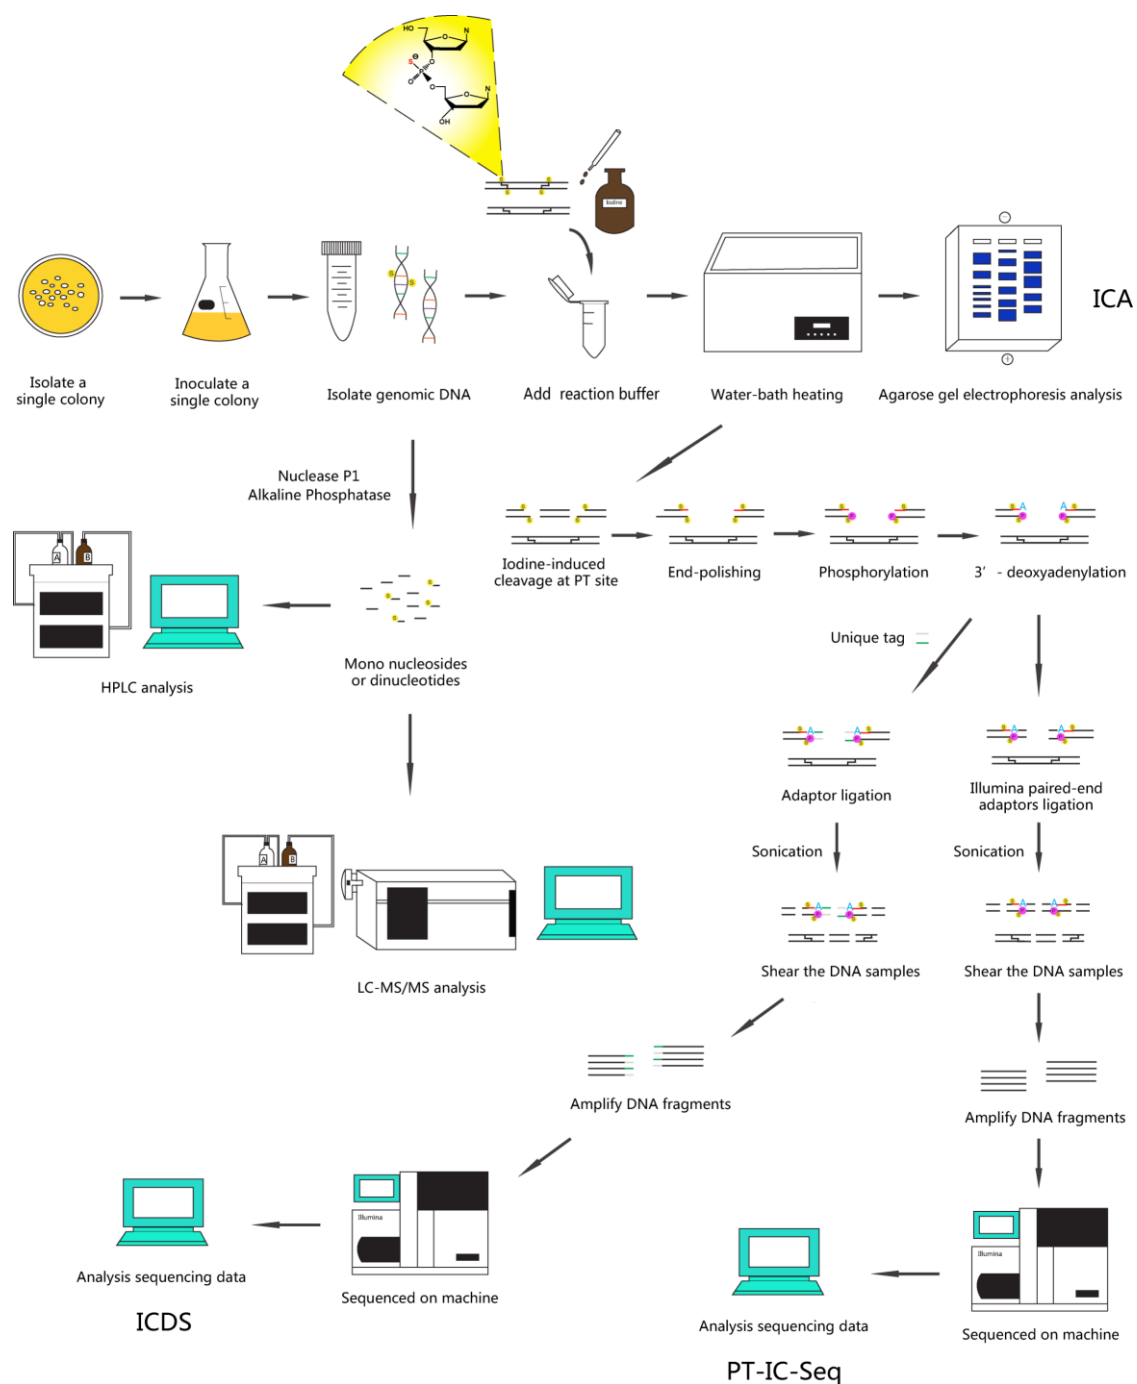 HO
O
N
S
⊖
P
O
O
O
O
N
OH
S
S
S
S
Iodine
S
S
−
+
ICA
Isolate a
single colony
Inoculate a
single colony
Isolate genomic DNA
Add reaction buffer
Water-bath heating
Agarose gel electrophoresis analysis
Nuclease P1
Alkaline Phosphatase
S S
S S
S S
S S
S S
P P
S S
A A
S S
P P
Iodine-induced
cleavage at PT site
End-polishing
Phosphorylation
3′ - deoxyadenylation
A B
S
S
S
S
HPLC analysis
Mono nucleosides
or dinucleotides
Unique tag
S A A S
P P
S S
S A A S
P P
S S
Adaptor ligation
Illumina paired-end
adaptors ligation
Sonication
Sonication
A B
S A A S
P P
S S
S A A S
P P
S S
LC-MS/MS analysis
Shear the DNA samples
Shear the DNA samples
Amplify DNA fragments
Amplify DNA fragments
Illumina
Illumina
Analysis sequencing data
Sequenced on machine
ICDS
Analysis sequencing data
Sequenced on machine
PT-IC-Seq